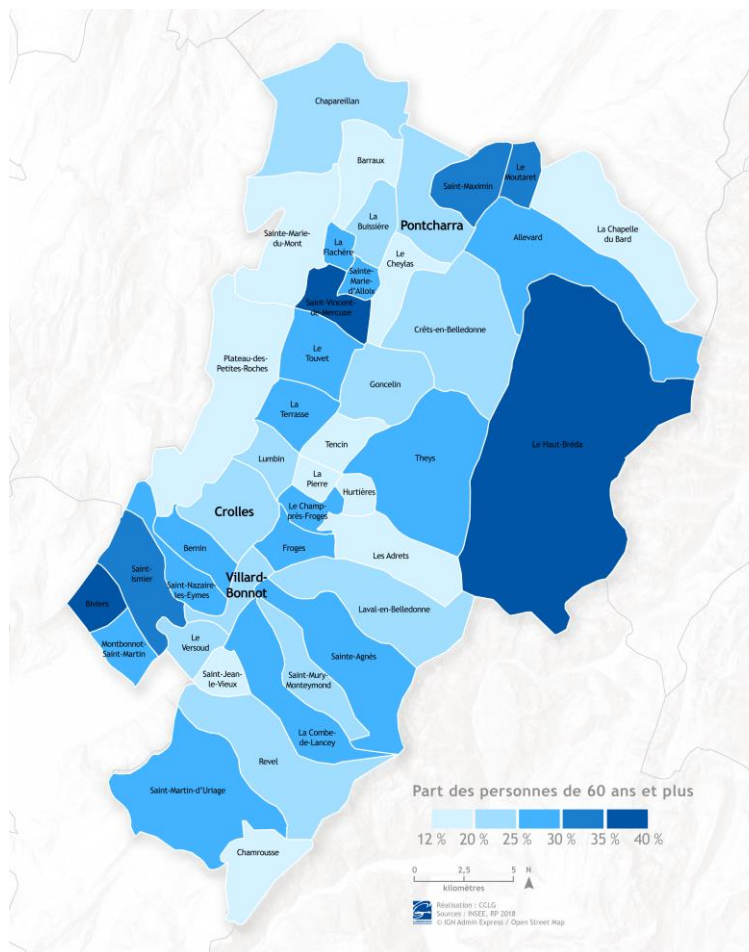 Chapareillan
Barraux
Saint-Maximin
Le
Moutaret
La
Buissière
Pontcharra
La Chapelle
du Bard
Sainte-Marie-
du-Mont
Allevard
La
Flachère
Le
Cheylas
Sainte-
Marie-
d'Alloix
Saint-Vincent-
de-Mercuze
Crêts-en-Belledonne
Le
Touvet
Plateau-des-
Petites-Roches
Goncelin
La
Terrasse
Tencin
Le Haut-Bréda
Lumbin
Theys
La
Pierre
Hurtières
Crolles
Le Champ-
près-Froges
Bernin
Froges
Les Adrets
Saint-
Ismier
Villard-
Bonnot
Saint-Nazaire-
les-Eymes
Biviers
Laval-en-Belledonne
Montbonnot-
Saint-Martin
Le
Versoud
Sainte-Agnès
Saint-Jean-
le-Vieux
Saint-Mury-
Monteymond
La Combe-
de-Lancey
Revel
Saint-Martin-d'Uriage
Chamrousse
Part des personnes de 60 ans et plus
12 % 20 % 25 % 30 % 35 % 40 %
0 2,5 5 N
kilomètres
Réalisation : CCLG
Sources : INSEE, RP 2018
© IGN Admin Express / Open Street Map